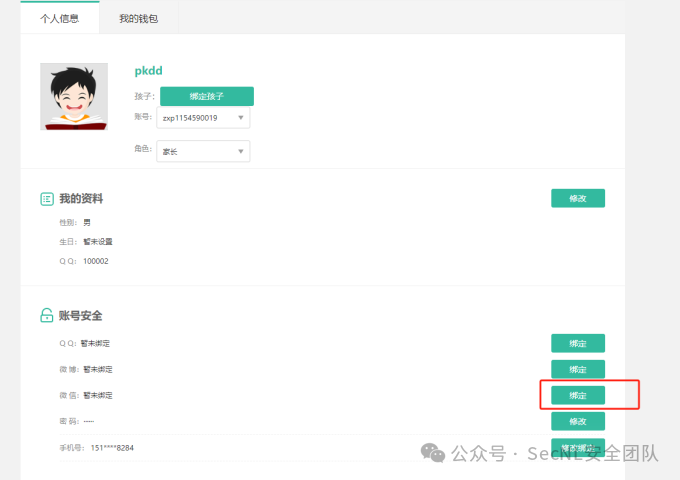 个人信息 我的钱包
pkdd
孩子： 绑定孩子
账号： zxp1154590019
角色： 家长
我的资料 修改
性别： 男
生日： 暂未设置
Q Q： 100002
账号安全
Q Q： 暂未绑定 绑定
微 博： 暂未绑定 绑定
微 信： 暂未绑定 绑定
密 码： ····· 修改
手机号： 151****8284 修改绑定
公众号 · SecNL安全团队